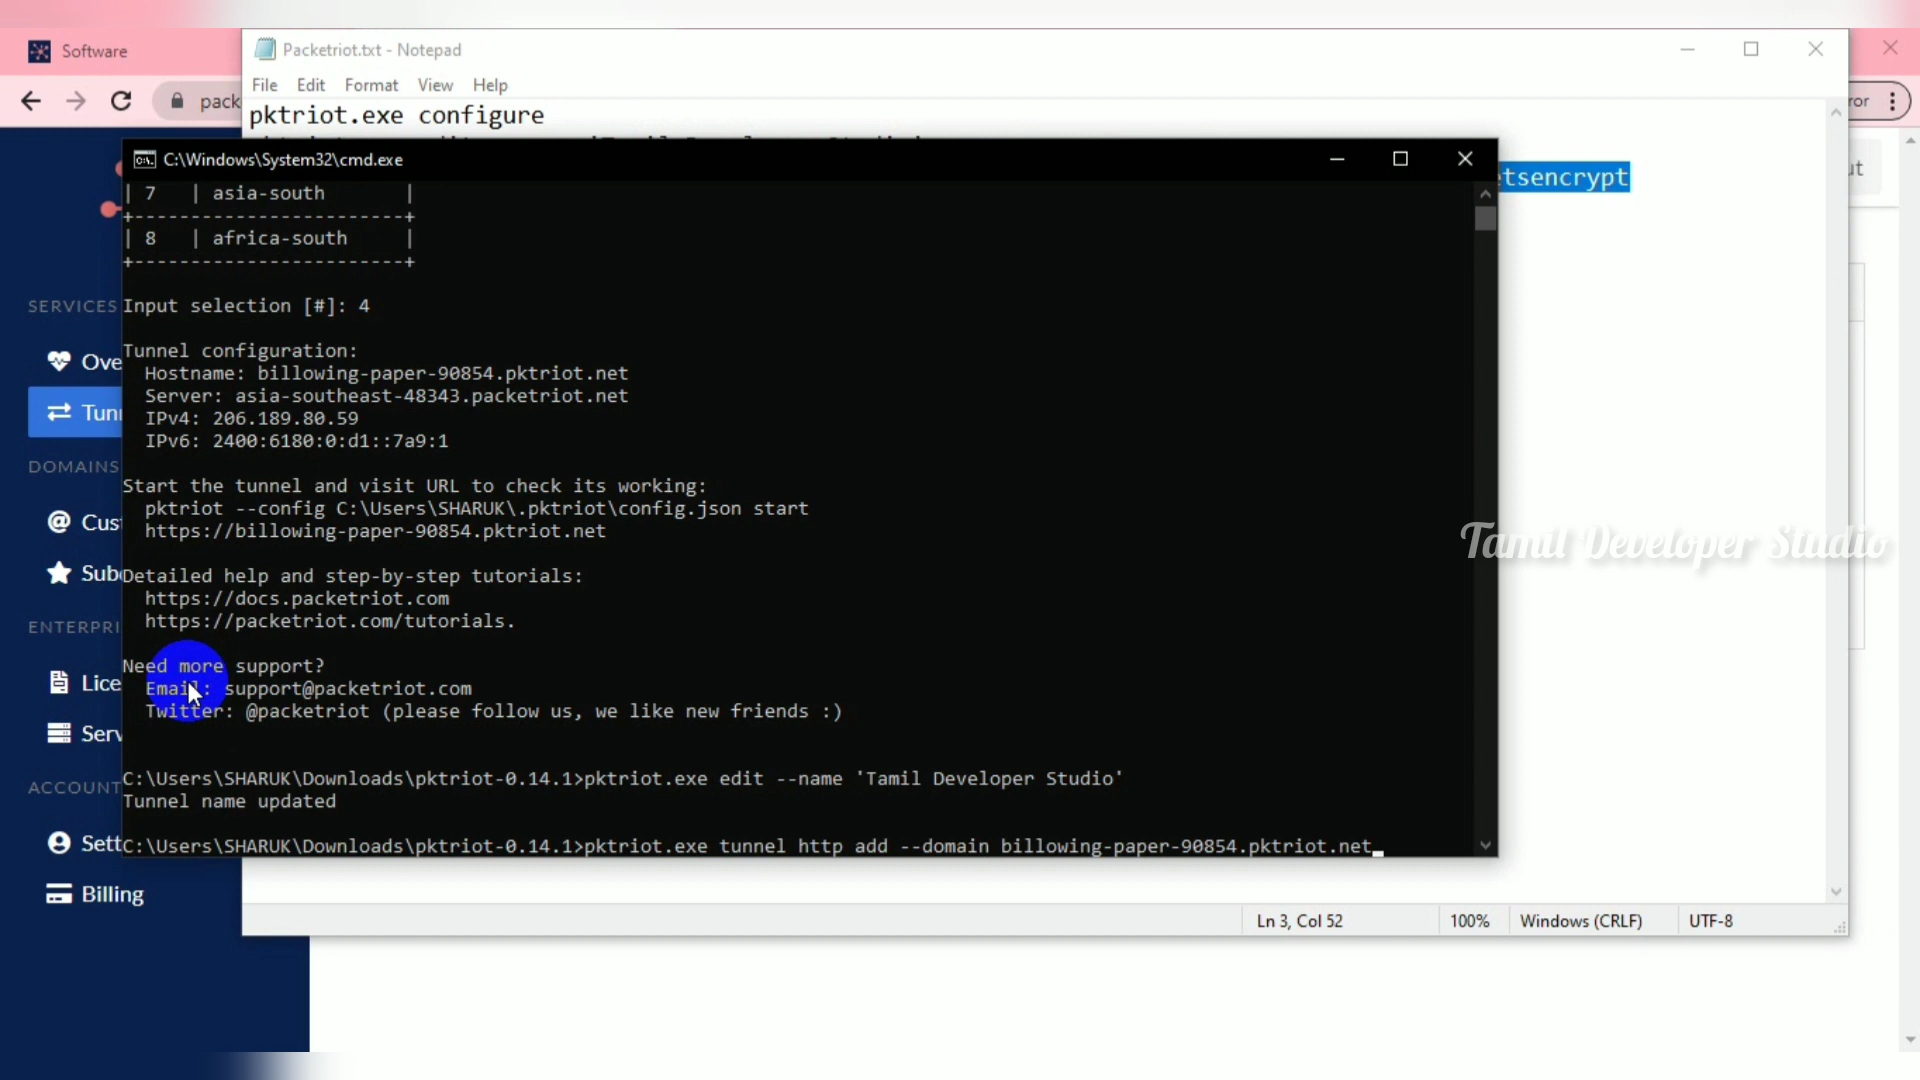 Software
Packetriot.txt - Notepad
File Edit Format View Help
pktriot.exe configure
C:\Windows\System32\cmd.exe
etsencrypt
| 7 | asia-south |
+------------------------+
| 8 | africa-south |
+------------------------+
Input selection [#]: 4
Tunnel configuration:
Hostname: billowing-paper-90854.pktriot.net
Server: asia-southeast-48343.packetriot.net
IPv4: 206.189.80.59
IPv6: 2400:6180:0:d1::7a9:1
Start the tunnel and visit URL to check its working:
pktriot --config C:\Users\SHARUK\.pktriot\config.json start
https://billowing-paper-90854.pktriot.net
Detailed help and step-by-step tutorials:
https://docs.packetriot.com
https://packetriot.com/tutorials.
Need more support?
Email: support@packetriot.com
Twitter: @packetriot (please follow us, we like new friends :)
C:\Users\SHARUK\Downloads\pktriot-0.14.1>pktriot.exe edit --name 'Tamil Developer Studio'
Tunnel name updated
C:\Users\SHARUK\Downloads\pktriot-0.14.1>pktriot.exe tunnel http add --domain billowing-paper-90854.pktriot.net
SERVICES
Ove
Tun
DOMAINS
Cus
Sub
ENTERPRI
Lice
Serv
ACCOUNT
Sett
Billing
Tamil Developer Studio
Ln 3, Col 52 100% Windows (CRLF) UTF-8